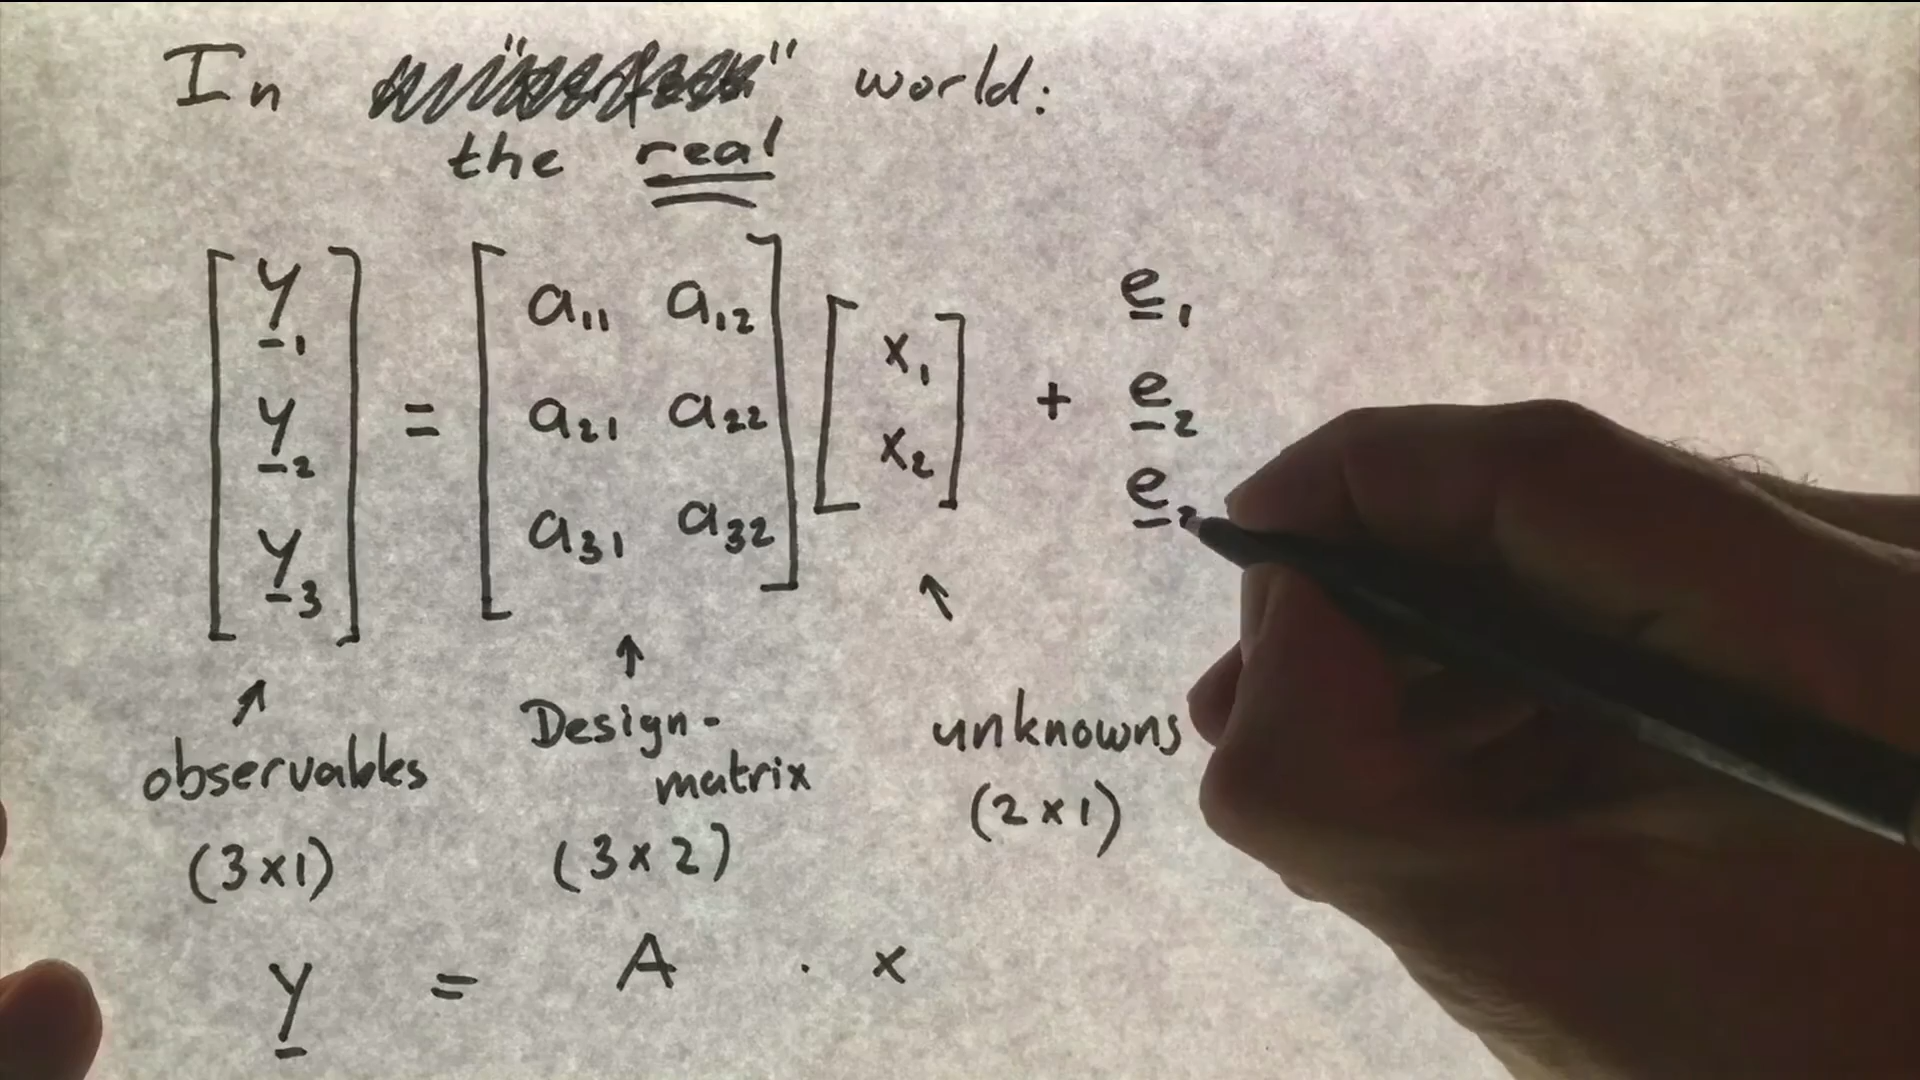 In " " world:
the real
y1 a11 a12 x1 e1
y2 = a21 a22 x2 + e2
y3 a31 a32 e
observables Design- unknowns
matrix
(3x1) (3x2) (2x1)
y = A . x